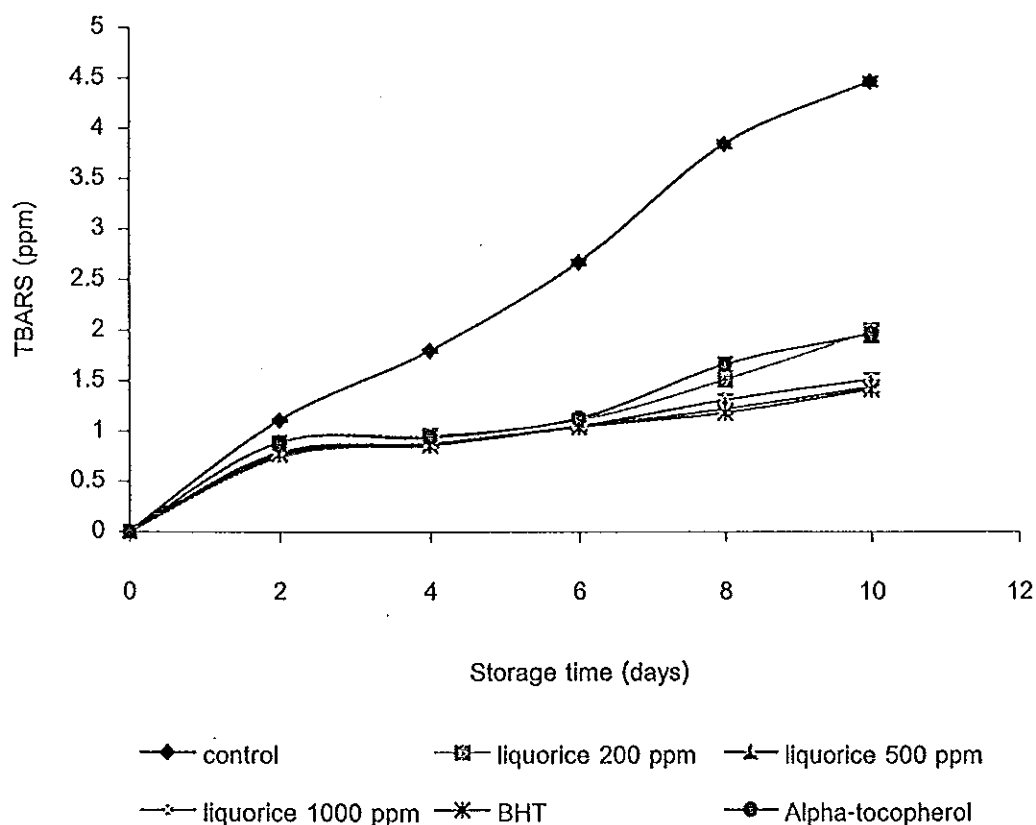 5
4.5
4
3.5
3
2.5
2
1.5
1
0.5
0
TBARS (ppm)
0 2 4 6 8 10 12
Storage time (days)
control liquorice 200 ppm liquorice 500 ppm
liquorice 1000 ppm BHT Alpha-tocopherol